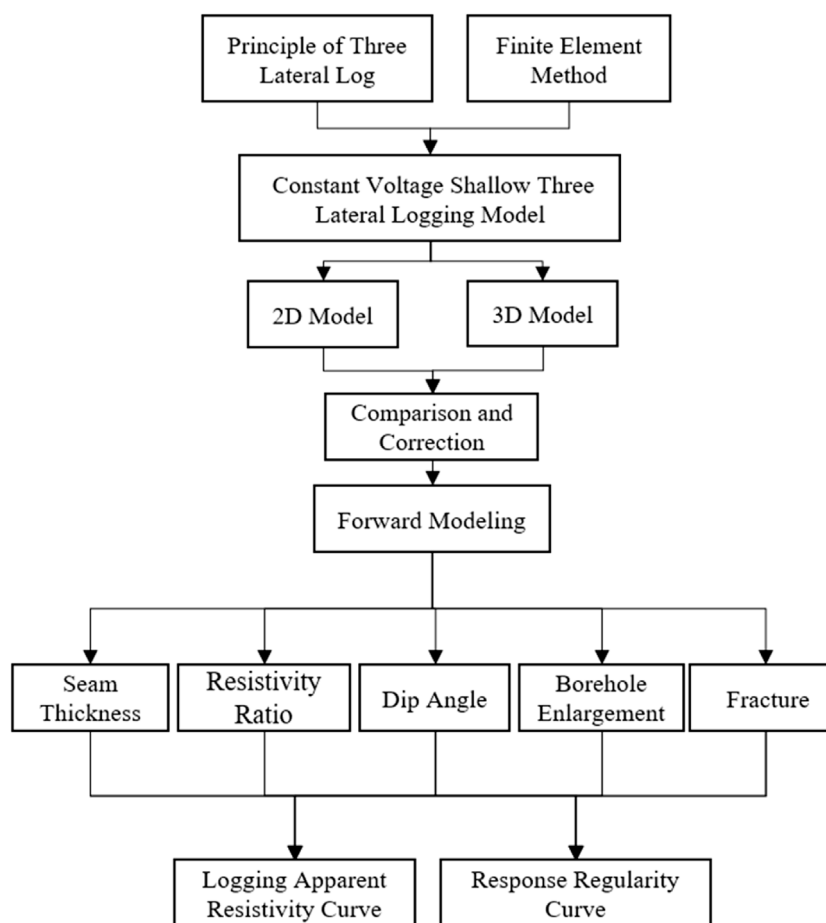 Principle of Three
Lateral Log
Finite Element
Method
Constant Voltage Shallow Three
Lateral Logging Model
2D Model
3D Model
Comparison and
Correction
Forward Modeling
Seam
Thickness
Resistivity
Ratio
Dip Angle
Borehole
Enlargement
Fracture
Logging Apparent
Resistivity Curve
Response Regularity
Curve